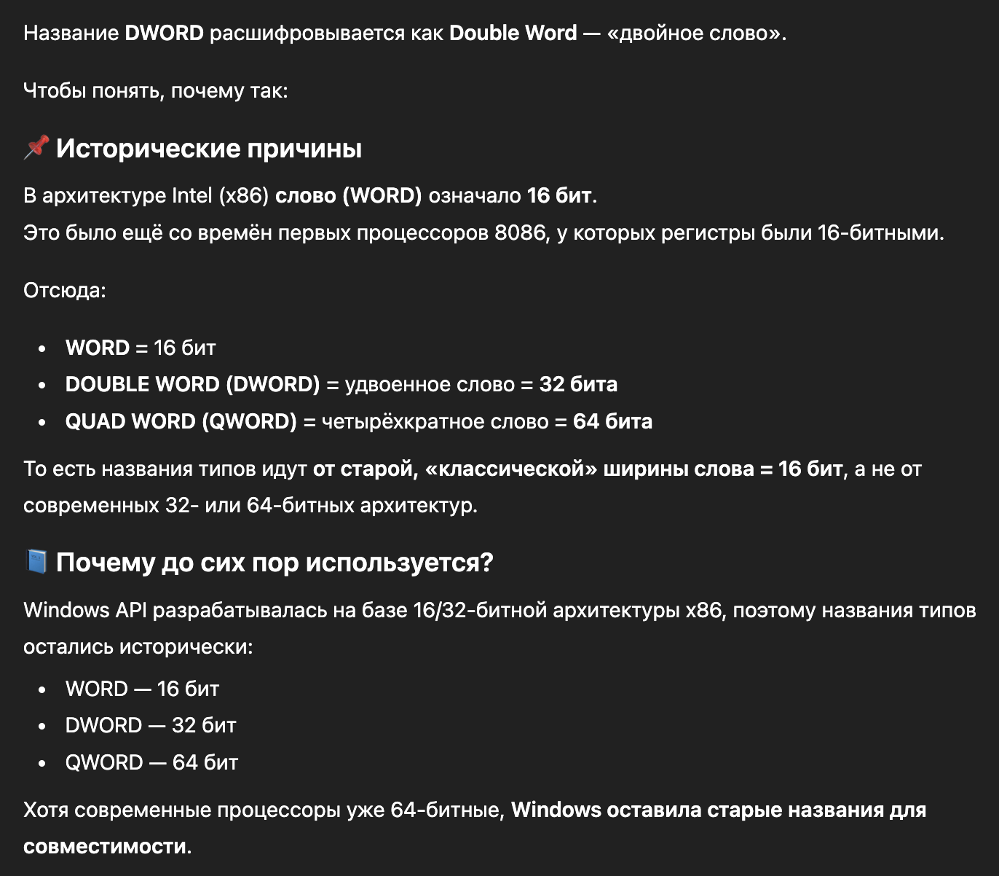 Название DWORD расшифровывается как Double Word — «двойное слово».
Чтобы понять, почему так:
📌 Исторические причины
В архитектуре Intel (x86) слово (WORD) означало 16 бит.
Это было ещё со времён первых процессоров 8086, у которых регистры были 16-битными.
Отсюда:
• WORD = 16 бит
• DOUBLE WORD (DWORD) = удвоенное слово = 32 бита
• QUAD WORD (QWORD) = четырёхкратное слово = 64 бита
То есть названия типов идут от старой, «классической» ширины слова = 16 бит, а не от
современных 32- или 64-битных архитектур.
📘 Почему до сих пор используется?
Windows API разрабатывалась на базе 16/32-битной архитектуры x86, поэтому названия типов
остались исторически:
• WORD — 16 бит
• DWORD — 32 бит
• QWORD — 64 бит
Хотя современные процессоры уже 64-битные, Windows оставила старые названия для
совместимости.